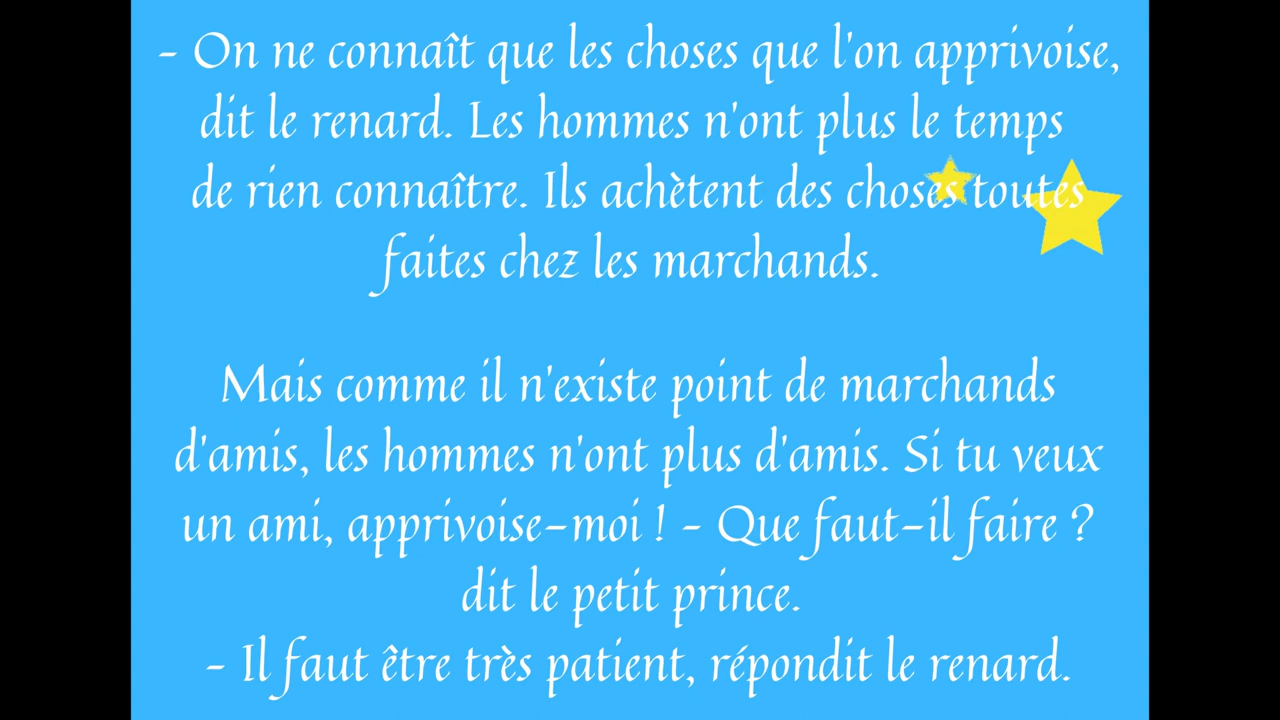 - On ne connaît que les choses que l'on apprivoise,
dit le renard. Les hommes n'ont plus le temps
de rien connaître. Ils achètent des choses toutes
faites chez les marchands.
Mais comme il n'existe point de marchands
d'amis, les hommes n'ont plus d'amis. Si tu veux
un ami, apprivoise-moi ! - Que faut-il faire ?
dit le petit prince.
- Il faut être très patient, répondit le renard.